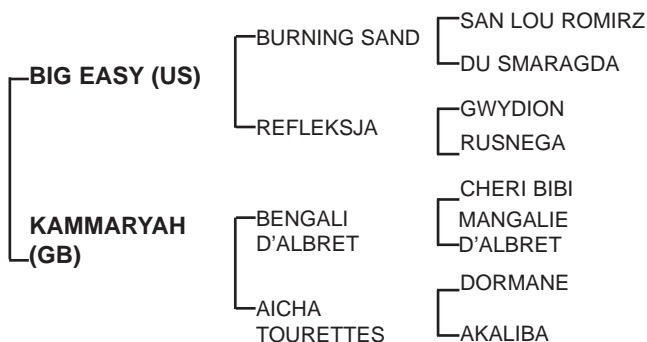 BIG EASY (US)
BURNING SAND
SAN LOU ROMIRZ
DU SMARAGDA
REFLEKSJA
GWYDION
RUSNEGA
KAMMARYAH
(GB)
BENGALI
D'ALBRET
CHERI BIBI
MANGALIE
D'ALBRET
AICHA
TOURETTES
DORMANE
AKALIBA